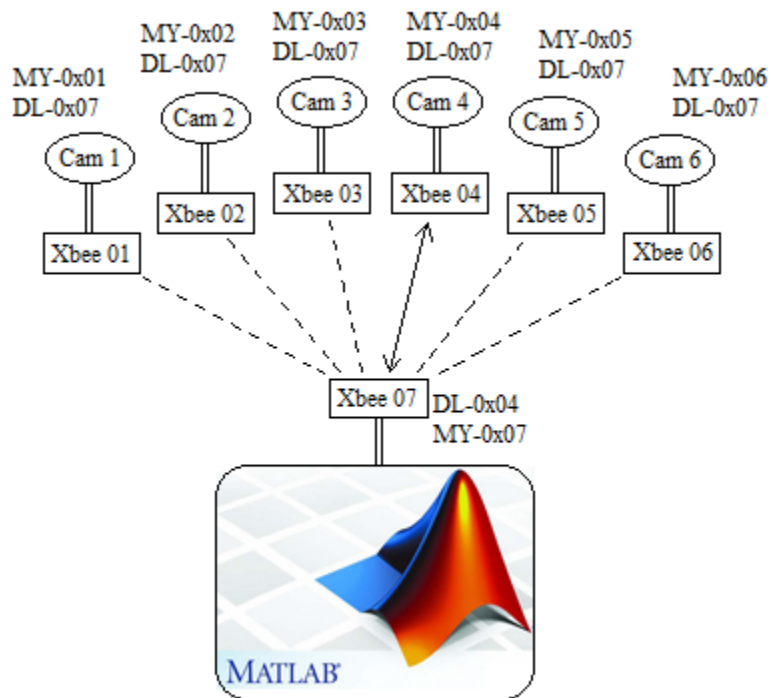 MY-0x01
DL-0x07
Cam 1
Xbee 01
MY-0x02
DL-0x07
Cam 2
Xbee 02
MY-0x03
DL-0x07
Cam 3
Xbee 03
MY-0x04
DL-0x07
Cam 4
Xbee 04
MY-0x05
DL-0x07
Cam 5
Xbee 05
MY-0x06
DL-0x07
Cam 6
Xbee 06
Xbee 07
DL-0x04
MY-0x07
MATLAB®